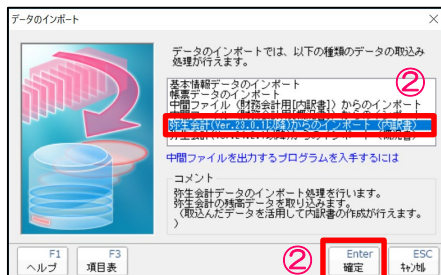 データのインポート
データのインポートでは、以下の種類のデータの取込み
処理が行えます。
②
基本情報データのインポート
帳票データのインポート
中間ファイル（財務会計用[内訳書]）からのインポート
弥生会計(Ver.23.0.1以降)からのインポート（内訳書）
中間ファイルを出力するプログラムを入手するには
コメント
弥生会計データのインポート処理を行います。
弥生会計の残高データを取り込みます。
（取込んだデータを活用して内訳書の作成が行えます。
）
F1
ヘルプ
F3
項目表
②
Enter
確定
ESC
ｷｬﾝｾﾙ